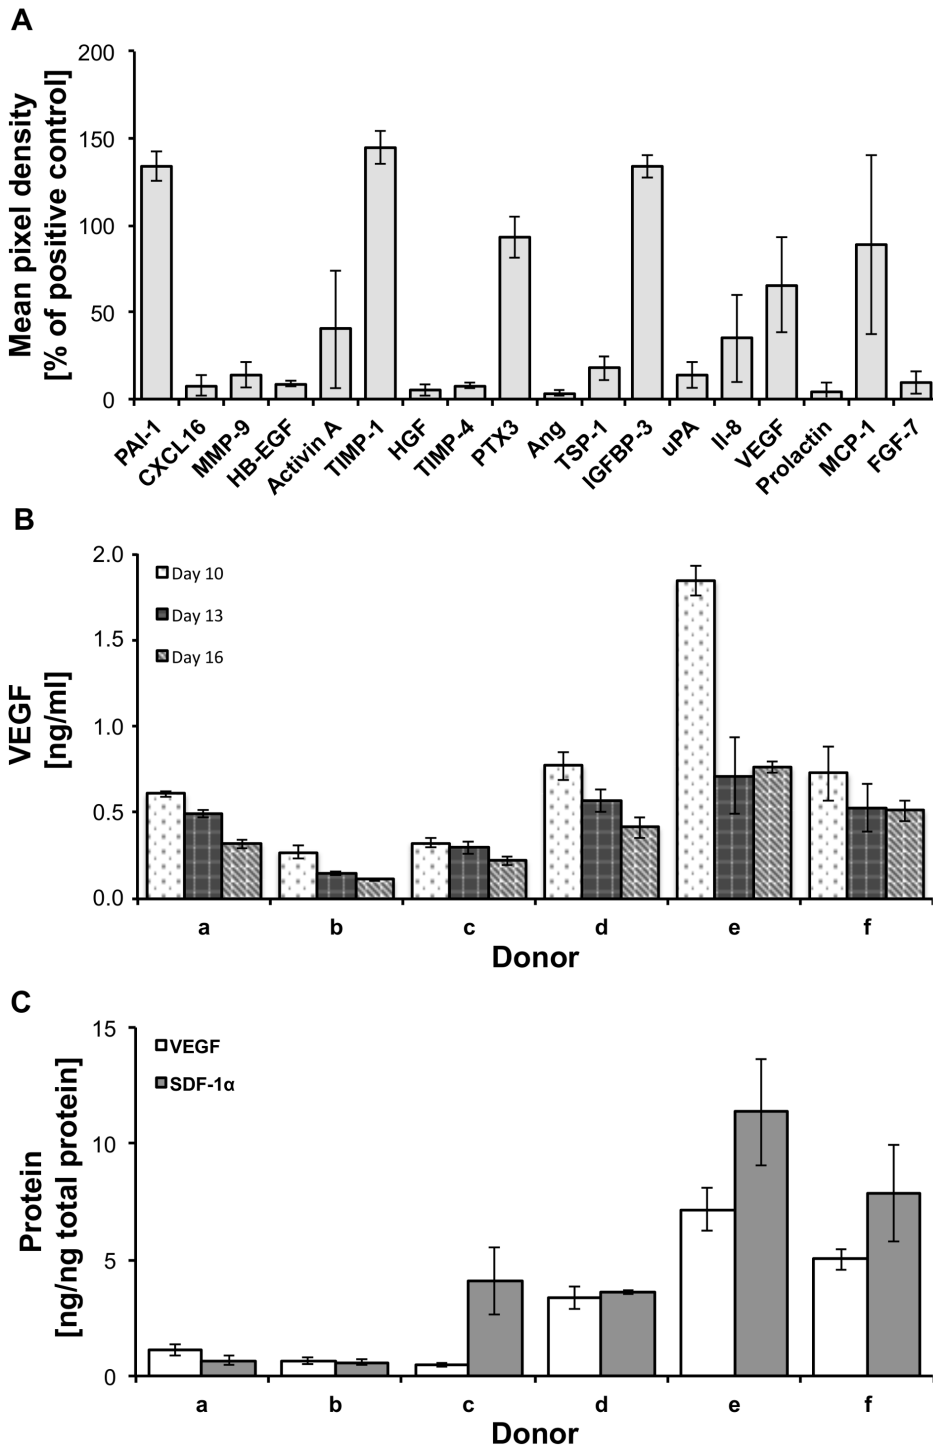 A
Mean pixel density
[% of positive control]
200
150
100
50
0
PAI-1
CXCL16
MMP-9
HB-EGF
Activin A
TIMP-1
HGF
TIMP-4
PTX3
Ang
TSP-1
IGFBP-3
uPA
Il-8
VEGF
Prolactin
MCP-1
FGF-7
B
VEGF
[ng/ml]
2.0
1.5
1.0
0.5
0.0
Day 10
Day 13
Day 16
a b c d e f
Donor
C
Protein
[ng/ng total protein]
15
10
5
0
VEGF
SDF-1α
a b c d e f
Donor